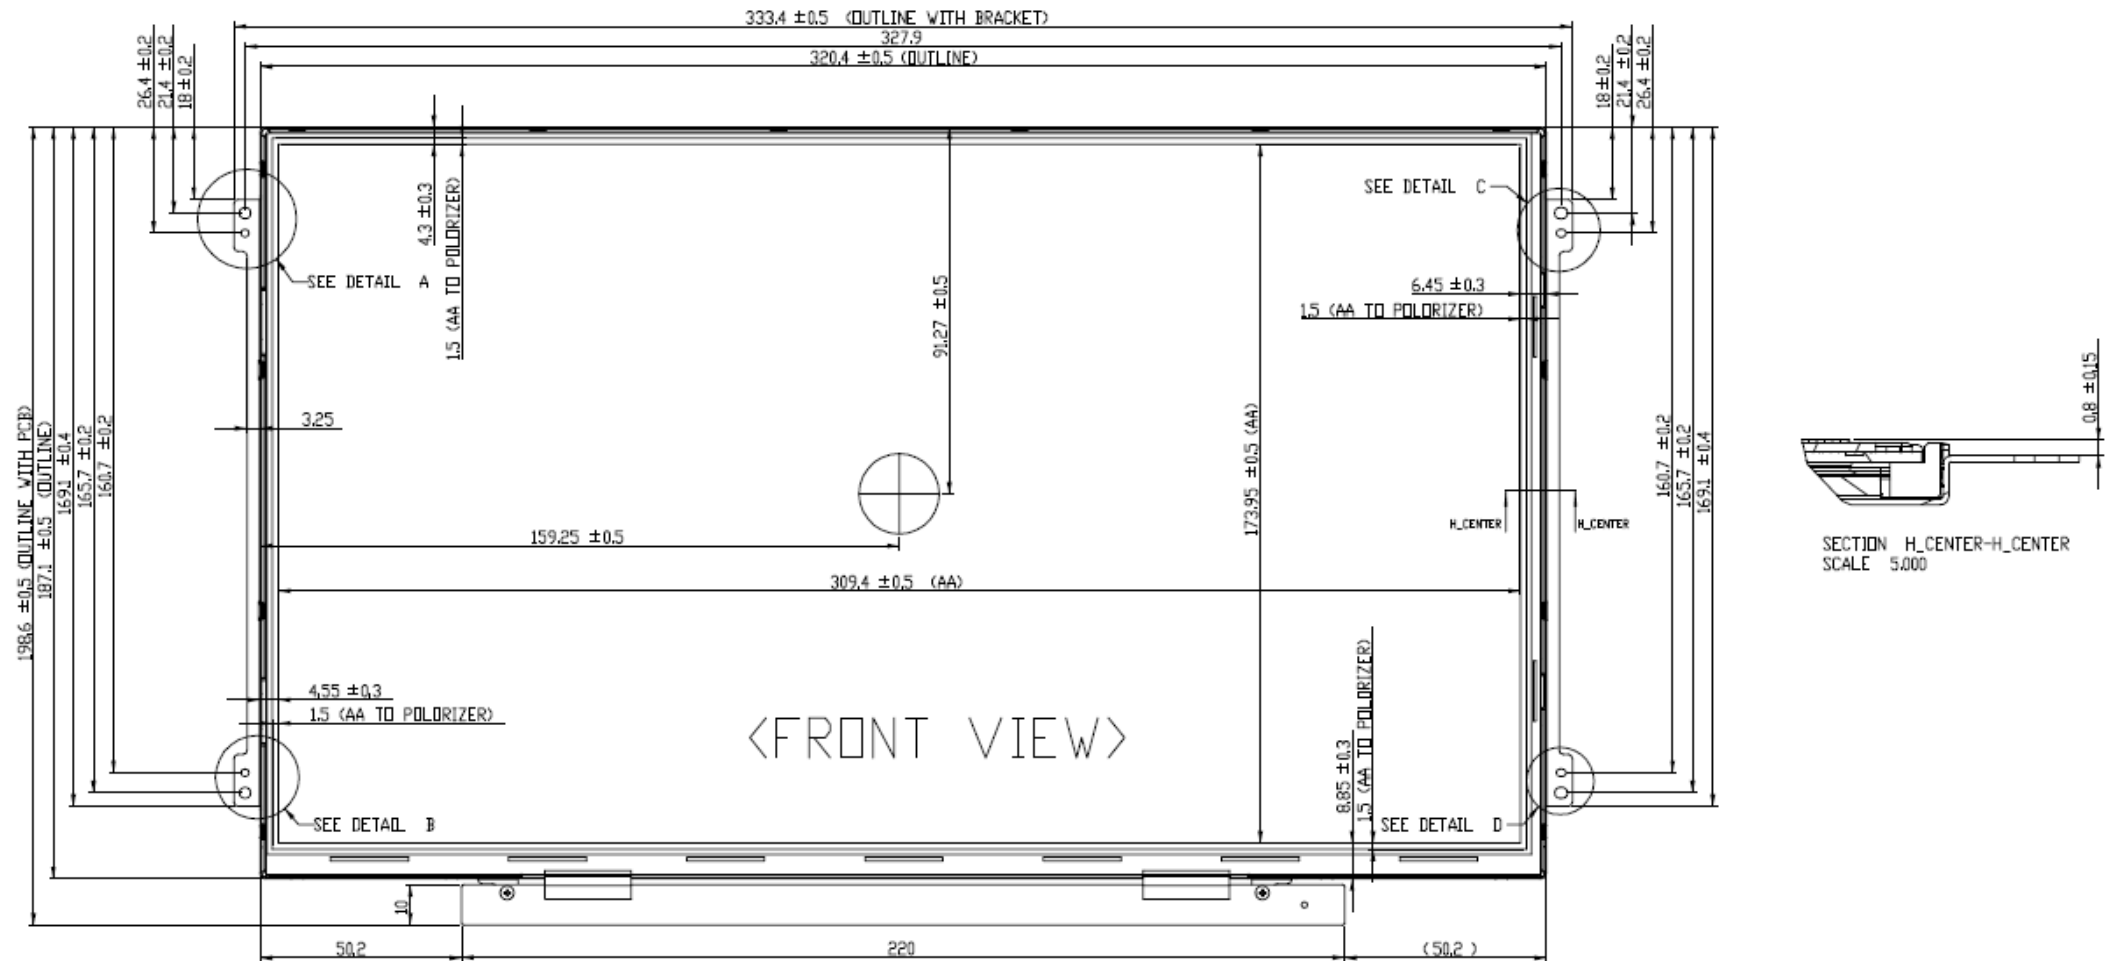 333.4 ±0.5 (OUTLINE WITH BRACKET)
327.9
320.4 ±0.5 (OUTLINE)
26.4 ±0.2
21.4 ±0.2
18 ±0.2
18 ±0.2
21.4 ±0.2
26.4 ±0.2
4.3 ±0.3
1.5 (AA TO POLORIZER)
SEE DETAIL A
SEE DETAIL C
91.27 ±0.5
6.45 ±0.3
1.5 (AA TO POLORIZER)
3.25
198.6 ±0.5 (OUTLINE WITH PCB)
187.1 ±0.5 (OUTLINE)
169.1 ±0.4
165.7 ±0.2
160.7 ±0.2
173.95 ±0.5 (AA)
160.7 ±0.2
165.7 ±0.2
169.1 ±0.4
0.8 ±0.15
H_CENTER
H_CENTER
SECTION H_CENTER-H_CENTER
SCALE 5.000
159.25 ±0.5
309.4 ±0.5 (AA)
4.55 ±0.3
1.5 (AA TO POLORIZER)
<FRONT VIEW>
8.85 ±0.3
1.5 (AA TO POLORIZER)
SEE DETAIL B
SEE DETAIL D
10
50.2
220
(50.2)